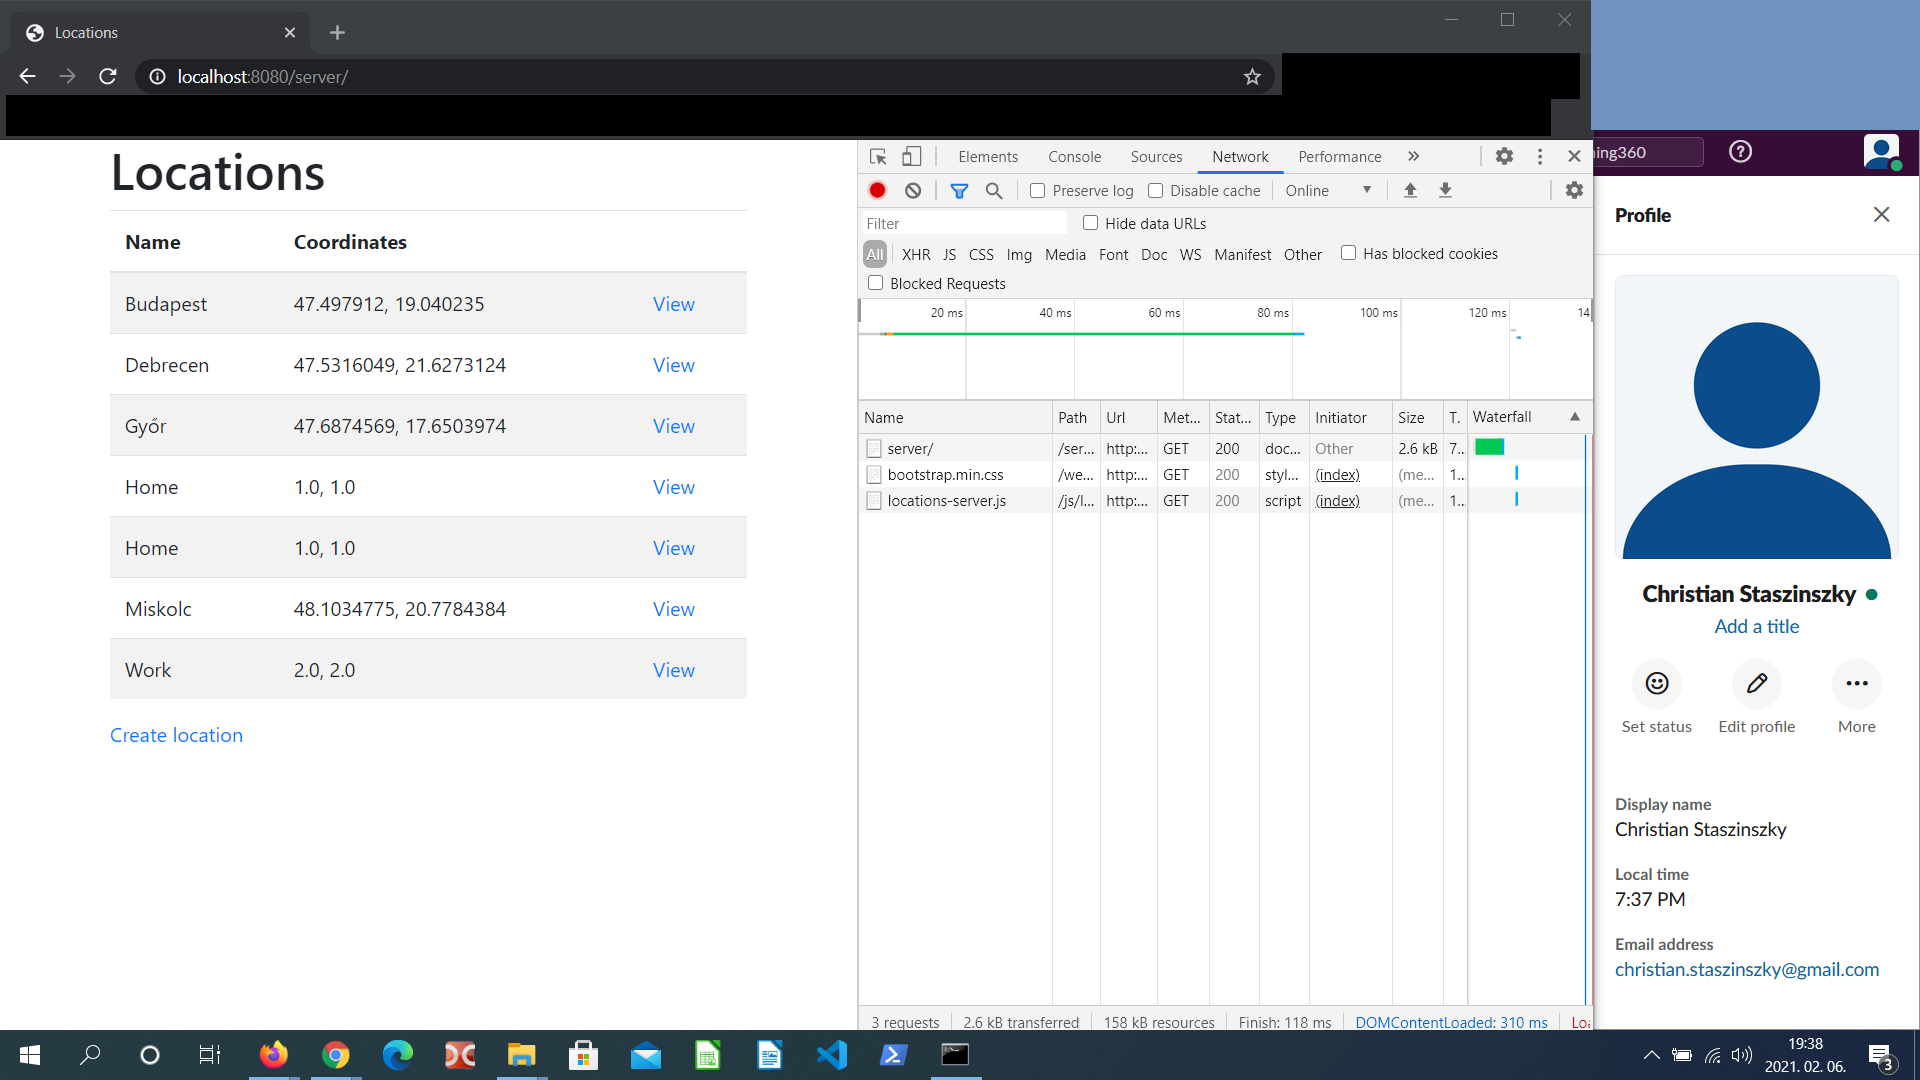 Locations
localhost:8080/server/
Locations
Name Coordinates
Budapest 47.497912, 19.040235 View
Debrecen 47.5316049, 21.6273124 View
Győr 47.6874569, 17.6503974 View
Home 1.0, 1.0 View
Home 1.0, 1.0 View
Miskolc 48.1034775, 20.7784384 View
Work 2.0, 2.0 View
Create location
Elements Console Sources Network Performance
Preserve log Disable cache Online
Filter Hide data URLs
All XHR JS CSS Img Media Font Doc WS Manifest Other Has blocked cookies
Blocked Requests
20 ms 40 ms 60 ms 80 ms 100 ms 120 ms 14
Name Path Url Met... Stat... Type Initiator Size T. Waterfall
server/ /ser... http:... GET 200 doc... Other 2.6 kB 7...
bootstrap.min.css /we... http:... GET 200 styl... (index) (me... 1...
locations-server.js /js/l... http:... GET 200 script (index) (me... 1...
3 requests 2.6 kB transferred 158 kB resources Finish: 118 ms DOMContentLoaded: 310 ms
ing360
Profile
Christian Staszinszky
Add a title
Set status Edit profile More
Display name
Christian Staszinszky
Local time
7:37 PM
Email address
christian.staszinszky@gmail.com
19:38
2021. 02. 06.
3